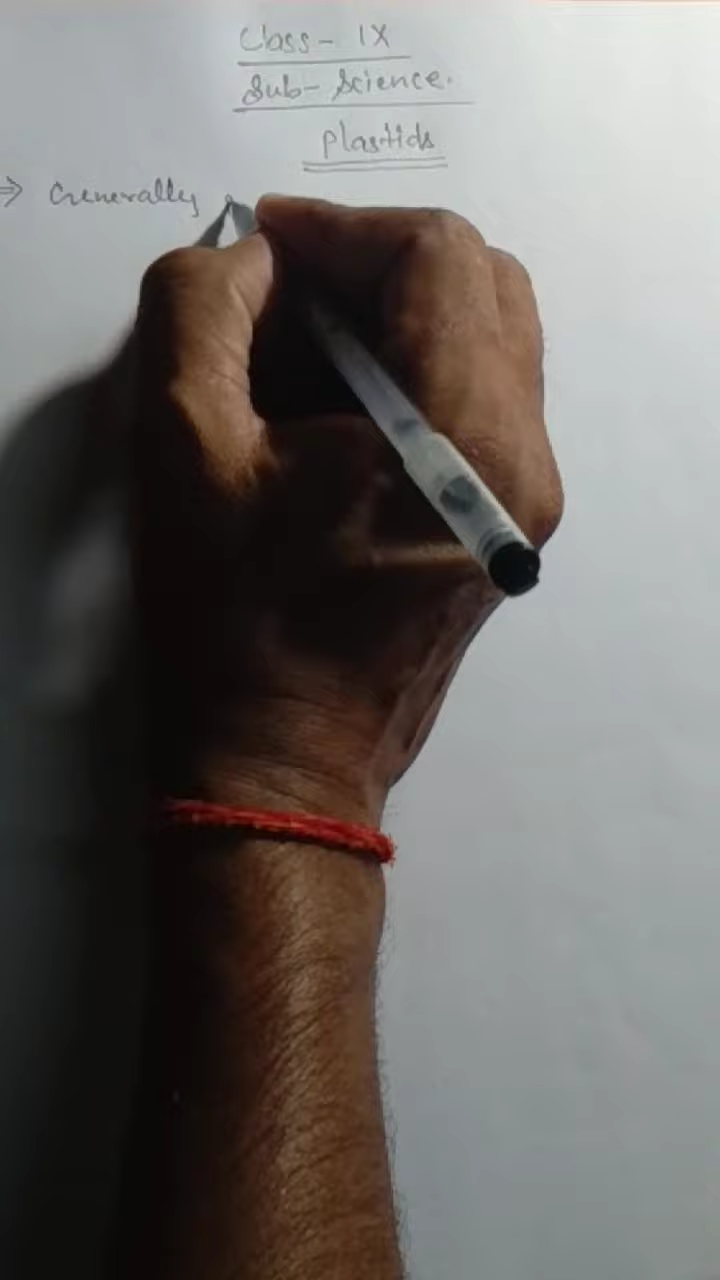 Class - IX
Sub - Science.
Plastids
⇒ Generally